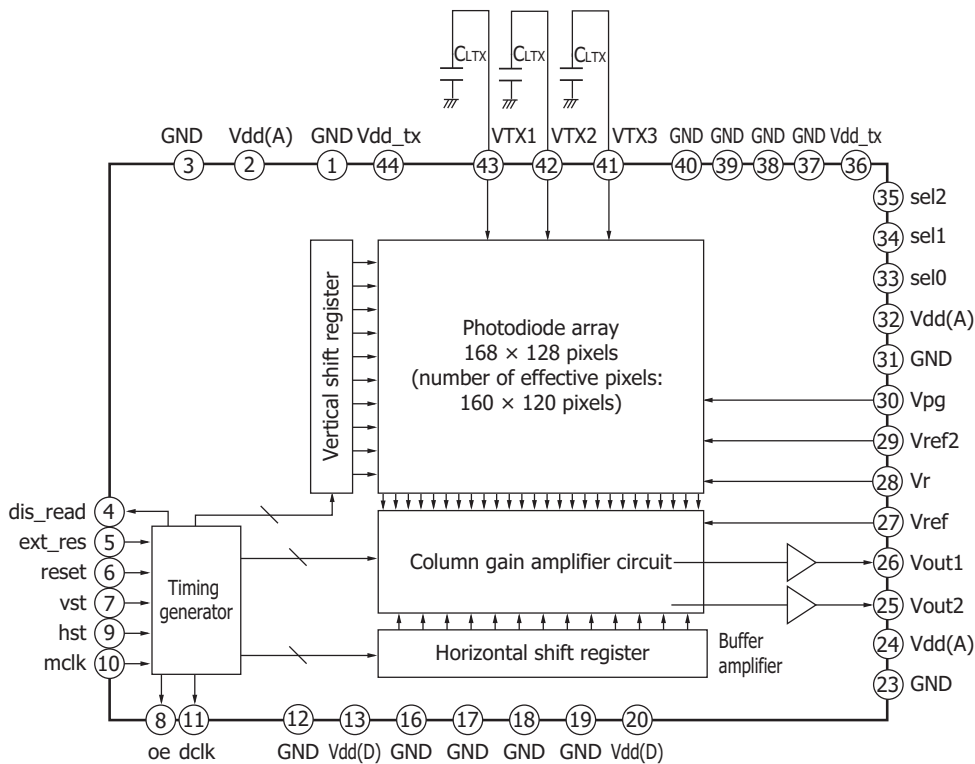 CLTX CLTX CLTX
GND Vdd(A) GND Vdd_tx VTX1 VTX2 VTX3 GND GND GND GND Vdd_tx
3 2 1 44 43 42 41 40 39 38 37 36
35 sel2
34 sel1
33 sel0
32 Vdd(A)
31 GND
30 Vpg
29 Vref2
28 Vr
27 Vref
26 Vout1
25 Vout2
24 Vdd(A)
23 GND
Vertical shift register
Photodiode array
168 × 128 pixels
(number of effective pixels:
160 × 120 pixels)
dis_read 4
ext_res 5
reset 6
vst 7
hst 9
mclk 10
Timing
generator
Column gain amplifier circuit
Horizontal shift register
Buffer
amplifier
8 11 12 13 16 17 18 19 20
oe dclk GND Vdd(D) GND GND GND GND Vdd(D)